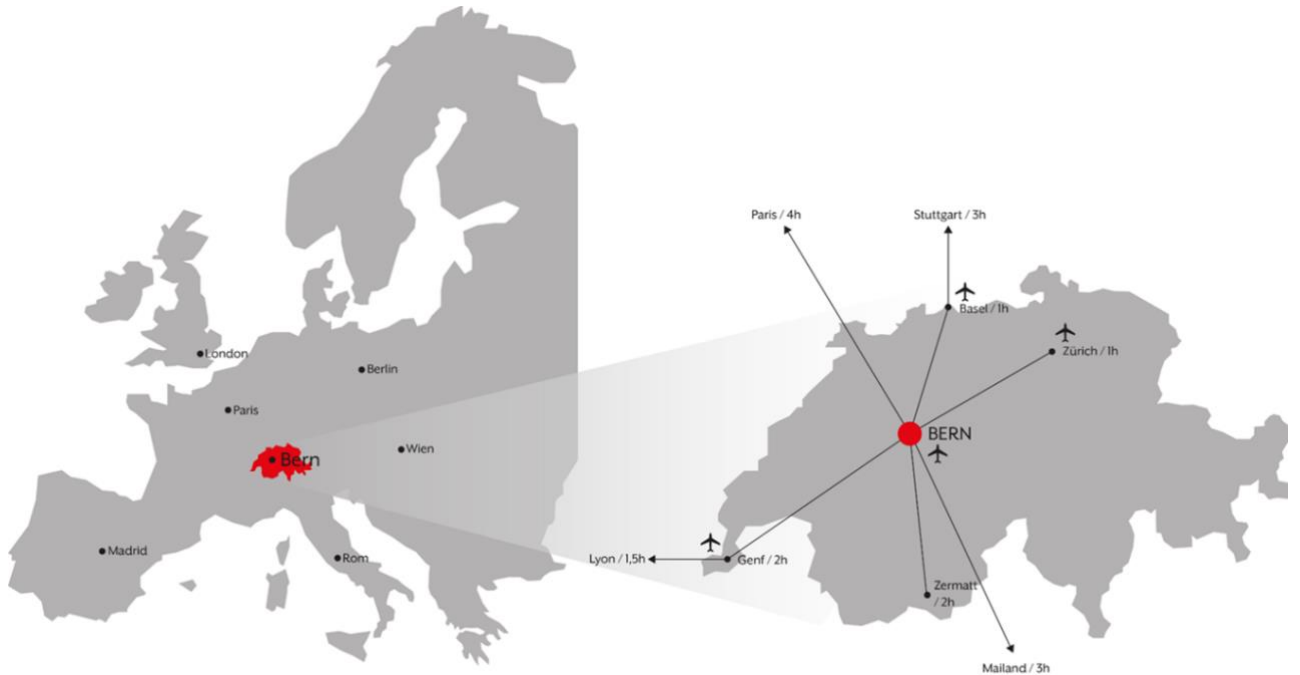 London
Berlin
Paris
Bern
Wien
Madrid
Rom
Paris / 4h
Stuttgart / 3h
Basel / 1h
Zürich / 1h
BERN
Lyon / 1,5h
Genf / 2h
Zermatt
/ 2h
Mailand / 3h